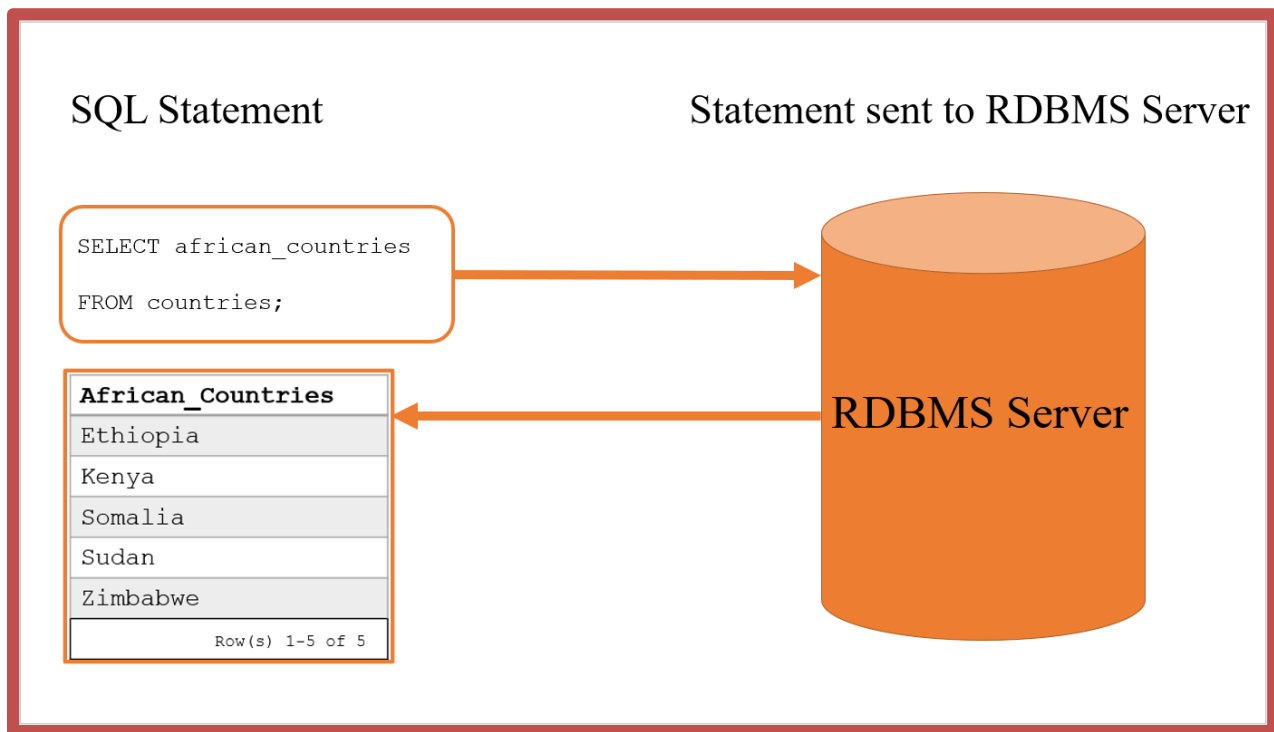 SQL Statement
Statement sent to RDBMS Server
SELECT african_countries
FROM countries;
African_Countries
Ethiopia
Kenya
Somalia
Sudan
Zimbabwe
Row(s) 1-5 of 5
RDBMS Server